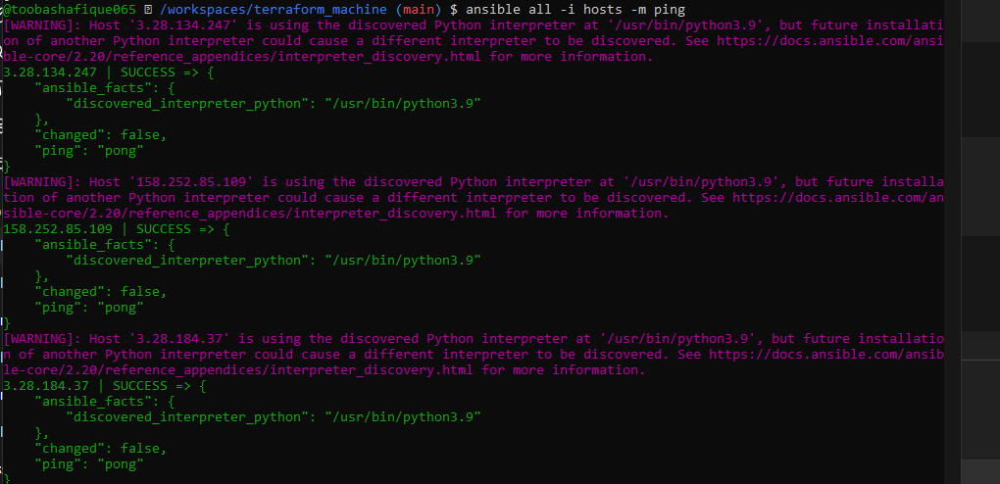 @toobashafique065 /workspaces/terraform_machine (main) $ ansible all -i hosts -m ping
[WARNING]: Host '3.28.134.247' is using the discovered Python interpreter at '/usr/bin/python3.9', but future installati
on of another Python interpreter could cause a different interpreter to be discovered. See https://docs.ansible.com/ansi
ble-core/2.20/reference_appendices/interpreter_discovery.html for more information.
3.28.134.247 | SUCCESS => {
    "ansible_facts": {
        "discovered_interpreter_python": "/usr/bin/python3.9"
    },
    "changed": false,
    "ping": "pong"
}
[WARNING]: Host '158.252.85.109' is using the discovered Python interpreter at '/usr/bin/python3.9', but future installa
tion of another Python interpreter could cause a different interpreter to be discovered. See https://docs.ansible.com/an
sible-core/2.20/reference_appendices/interpreter_discovery.html for more information.
158.252.85.109 | SUCCESS => {
    "ansible_facts": {
        "discovered_interpreter_python": "/usr/bin/python3.9"
    },
    "changed": false,
    "ping": "pong"
}
[WARNING]: Host '3.28.184.37' is using the discovered Python interpreter at '/usr/bin/python3.9', but future installatio
n of another Python interpreter could cause a different interpreter to be discovered. See https://docs.ansible.com/ansib
le-core/2.20/reference_appendices/interpreter_discovery.html for more information.
3.28.184.37 | SUCCESS => {
    "ansible_facts": {
        "discovered_interpreter_python": "/usr/bin/python3.9"
    },
    "changed": false,
    "ping": "pong"
}